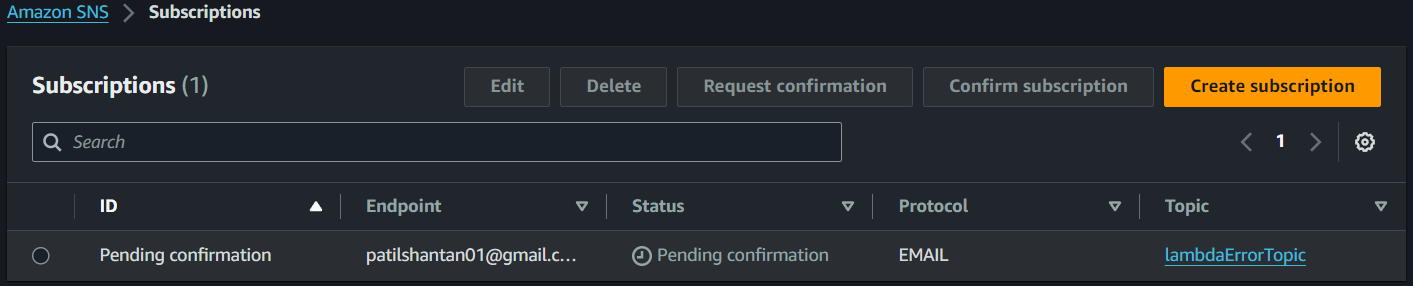 Amazon SNS > Subscriptions
Subscriptions (1) Edit Delete Request confirmation Confirm subscription Create subscription
Search 1
ID Endpoint Status Protocol Topic
Pending confirmation patilshantan01@gmail.c... Pending confirmation EMAIL lambdaErrorTopic